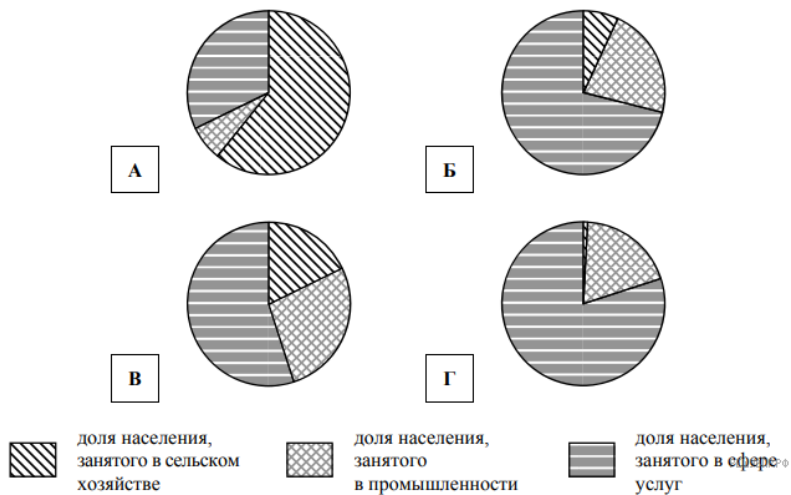 А
Б
В
Г
доля населения,
занятого в сельском
хозяйстве
доля населения,
занятого
в промышленности
доля населения,
занятого в сфере
услуг